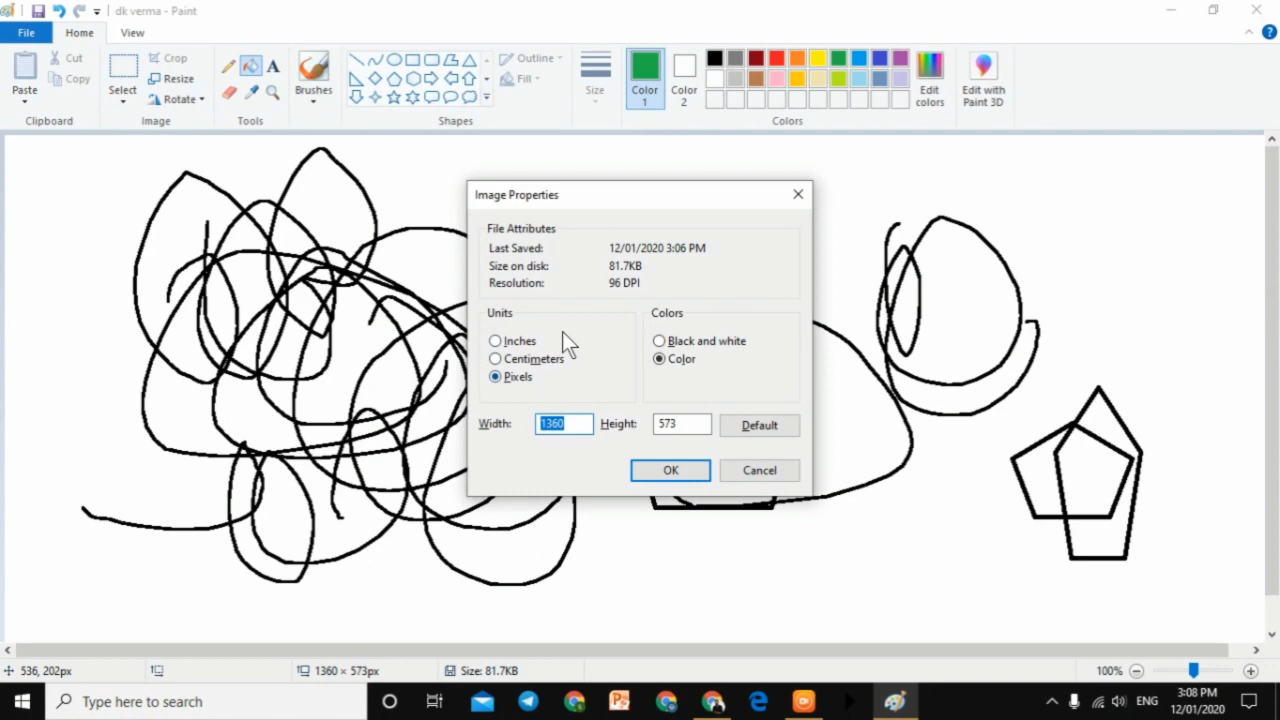 dk verma - Paint
File
Home
View
Paste
Cut
Copy
Clipboard
Select
Crop
Resize
Rotate
Image
A
Tools
Brushes
Shapes
Outline
Fill
Size
Color 1
Color 2
Edit colors
Colors
Edit with Paint 3D
Image Properties
File Attributes
Last Saved: 12/01/2020 3:06 PM
Size on disk: 81.7KB
Resolution: 96 DPI
Units
Inches
Centimeters
Pixels
Colors
Black and white
Color
Width: 1360 Height: 573 Default
OK Cancel
536, 202px
1360 × 573px
Size: 81.7KB
100%
Type here to search
ENG
3:08 PM
12/01/2020